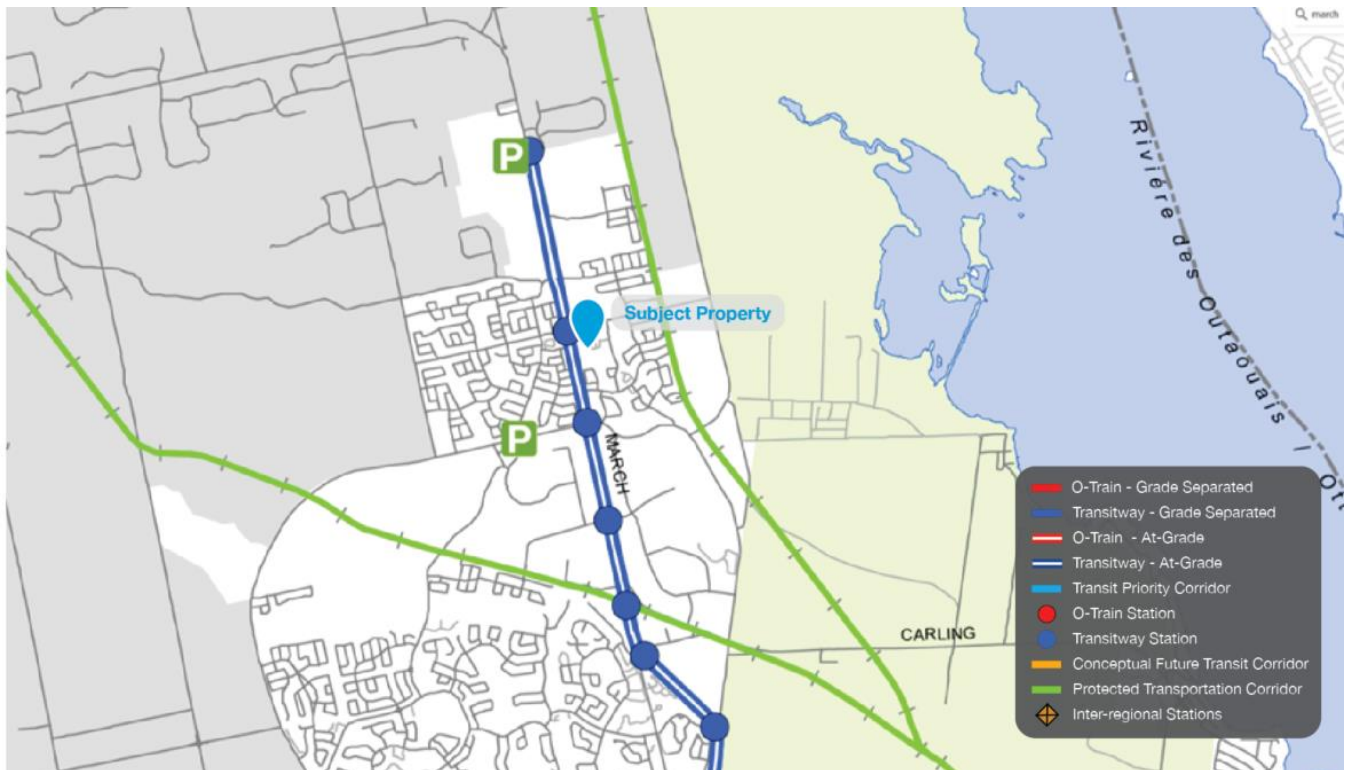 march
P
Subject Property
P
MARCH
CARLING
Rivière des Outaouais / Ott
O-Train - Grade Separated
Transitway - Grade Separated
O-Train - At-Grade
Transitway - At-Grade
Transit Priority Corridor
O-Train Station
Transitway Station
Conceptual Future Transit Corridor
Protected Transportation Corridor
Inter-regional Stations